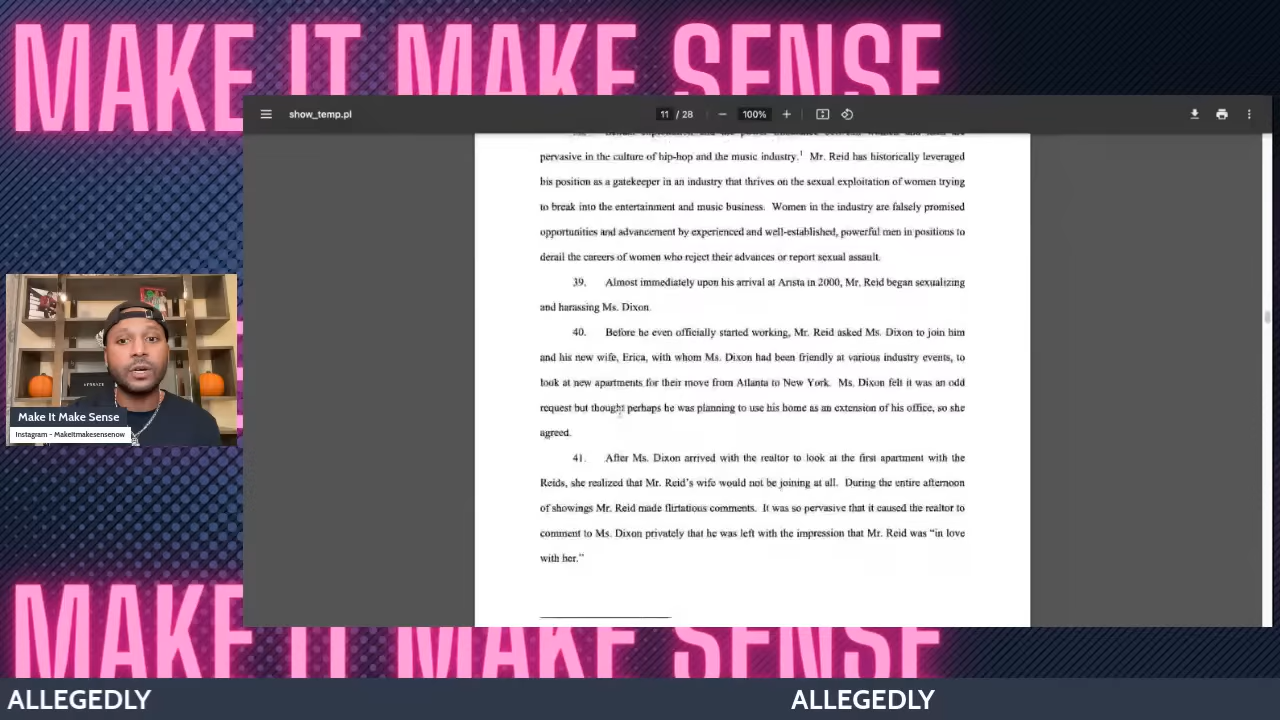 MAKE IT MAKE SENSE
show_temp.pl
11 / 28
100%
pervasive in the culture of hip-hop and the music industry.1 Mr. Reid has historically leveraged
his position as a gatekeeper in an industry that thrives on the sexual exploitation of women trying
to break into the entertainment and music business. Women in the industry are falsely promised
opportunities and advancement by experienced and well-established, powerful men in positions to
derail the careers of women who reject their advances or report sexual assault.
39. Almost immediately upon his arrival at Arista in 2000, Mr. Reid began sexualizing
and harassing Ms. Dixon.
40. Before he even officially started working, Mr. Reid asked Ms. Dixon to join him
and his new wife, Erica, with whom Ms. Dixon had been friendly at various industry events, to
look at new apartments for their move from Atlanta to New York. Ms. Dixon felt it was an odd
request but thought perhaps he was planning to use his home as an extension of his office, so she
agreed.
41. After Ms. Dixon arrived with the realtor to look at the first apartment with the
Reids, she realized that Mr. Reid's wife would not be joining at all. During the entire afternoon
of showings Mr. Reid made flirtatious comments. It was so pervasive that it caused the realtor to
comment to Ms. Dixon privately that he was left with the impression that Mr. Reid was “in love
with her.”
Make It Make Sense
Instagram - Makeitmakesensenow
MAKE IT MAKE SENSE
ALLEGEDLY
ALLEGEDLY